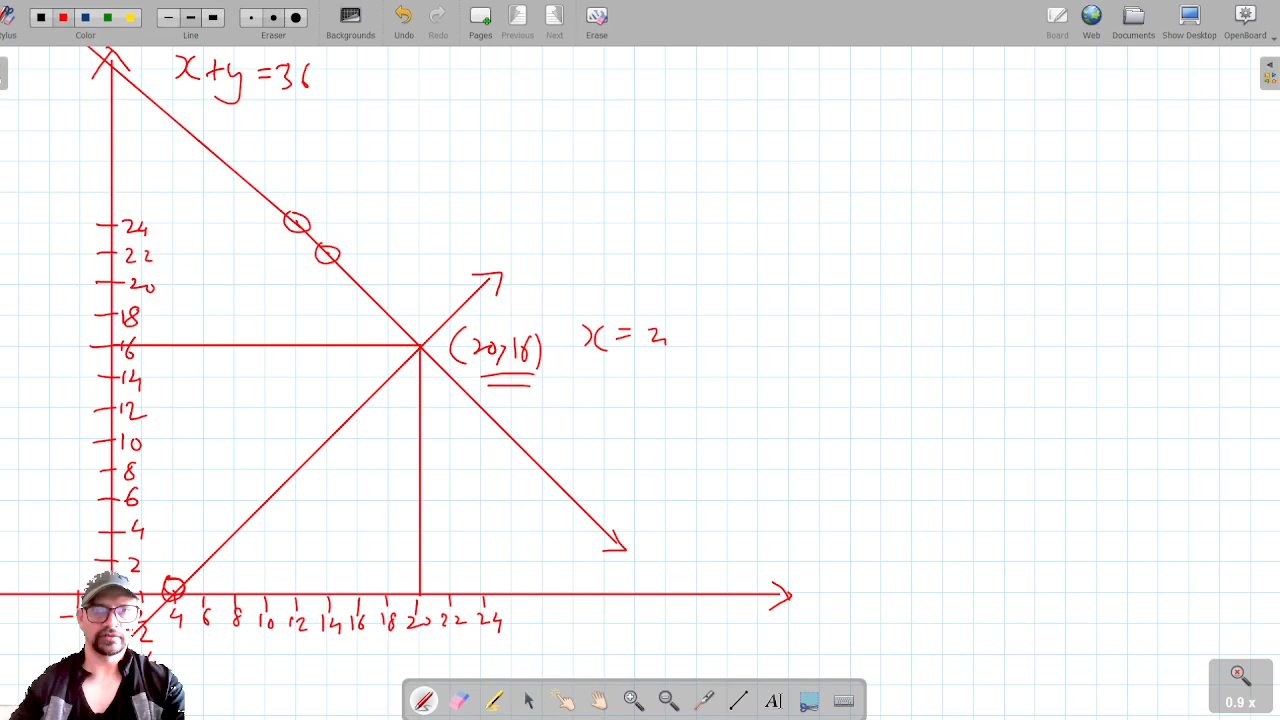 Stylus
Color
Line
Eraser
Backgrounds
Undo
Redo
Pages
Previous
Next
Erase
Board
Web
Documents
Show Desktop
OpenBoard
x+y=36
24
22
20
18
16
14
12
10
8
6
4
2
(20,16)
x = 2
2 4 6 8 10 12 14 16 18 20 22 24
0.9 x